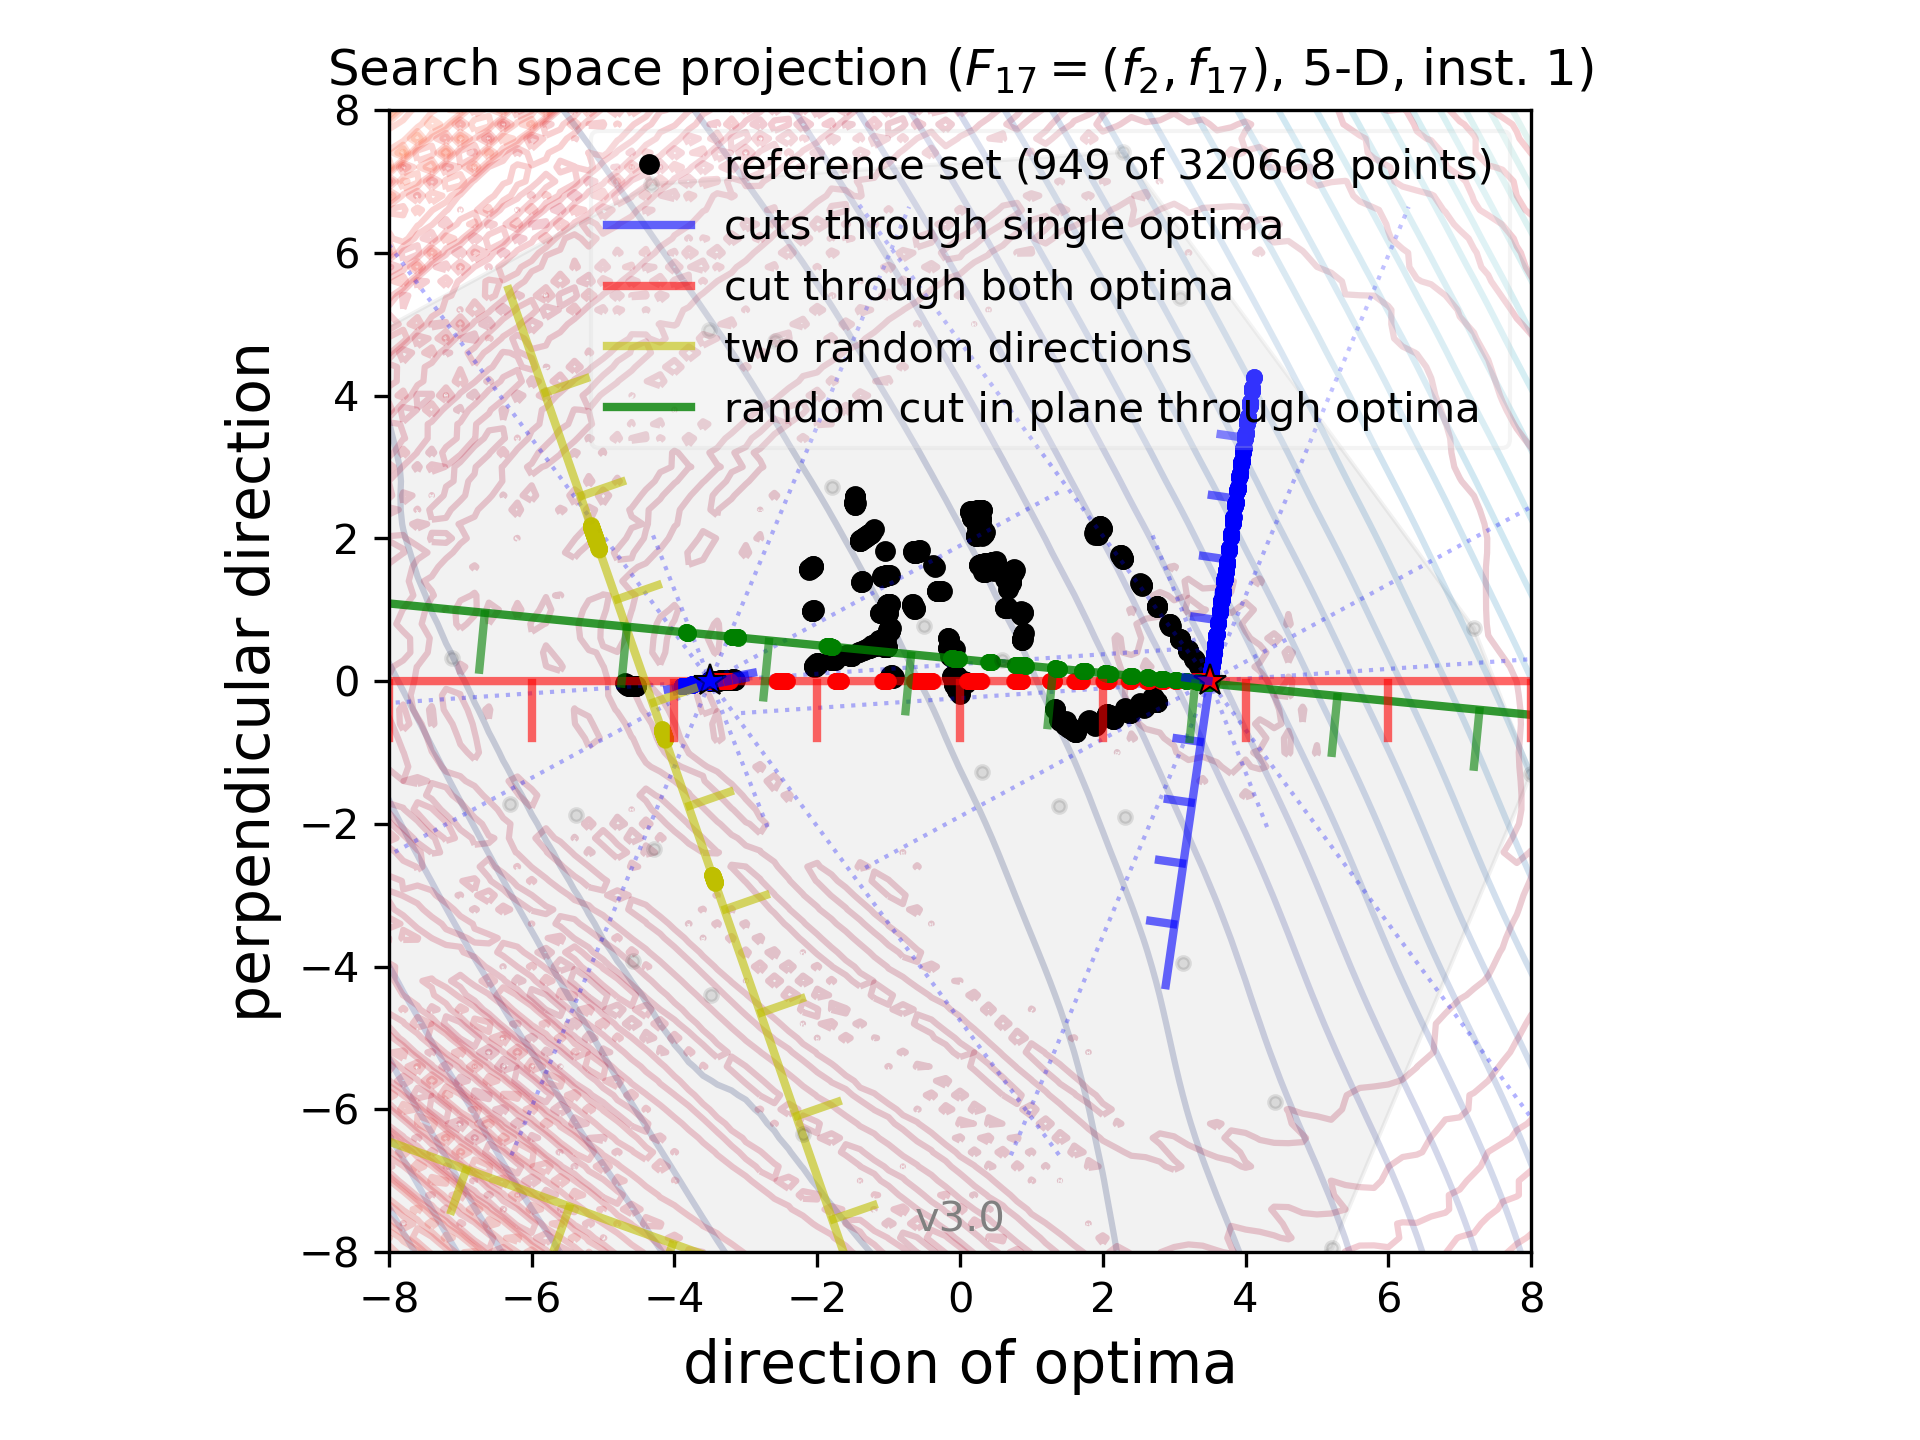 Search space projection (F₁₇ = (f₂, f₁₇), 5-D, inst. 1)
reference set (949 of 320668 points)
cuts through single optima
cut through both optima
two random directions
random cut in plane through optima
8
6
4
2
0
−2
−4
−6
−8
perpendicular direction
v3.0
−8 −6 −4 −2 0 2 4 6 8
direction of optima